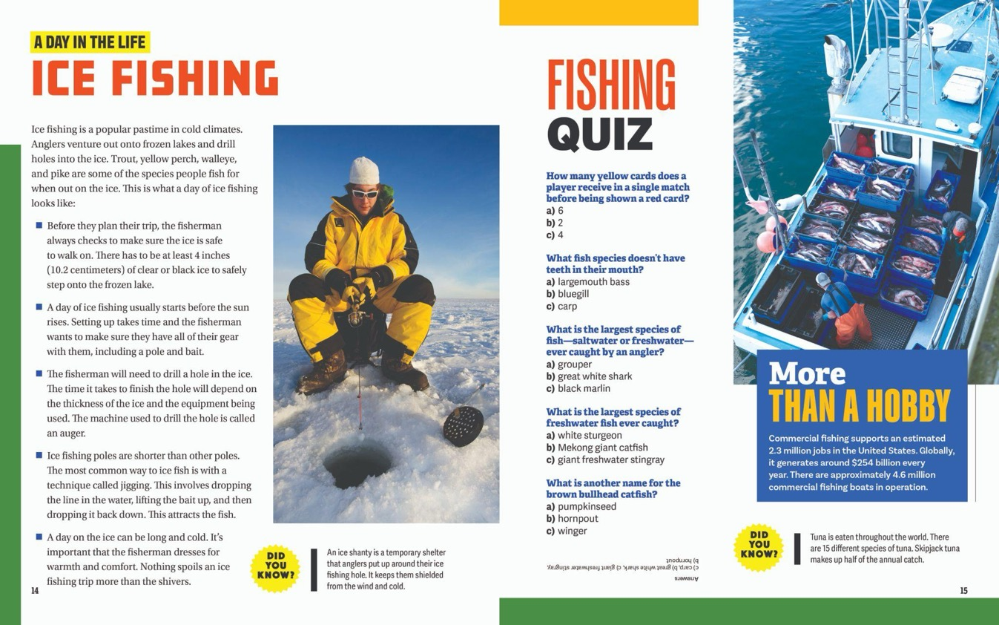 A DAY IN THE LIFE
ICE FISHING
Ice fishing is a popular pastime in cold climates.
Anglers venture out onto frozen lakes and drill
holes into the ice. Trout, yellow perch, walleye,
and pike are some of the species people fish for
when out on the ice. This is what a day of ice fishing
looks like:
Before they plan their trip, the fisherman
always checks to make sure the ice is safe
to walk on. There has to be at least 4 inches
(10.2 centimeters) of clear or black ice to safely
step onto the frozen lake.
A day of ice fishing usually starts before the sun
rises. Setting up takes time and the fisherman
wants to make sure they have all of their gear
with them, including a pole and bait.
The fisherman will need to drill a hole in the ice.
The time it takes to finish the hole will depend on
the thickness of the ice and the equipment being
used. The machine used to drill the hole is called
an auger.
Ice fishing poles are shorter than other poles.
The most common way to ice fish is with a
technique called jigging. This involves dropping
the line in the water, lifting the bait up, and then
dropping it back down. This attracts the fish.
A day on the ice can be long and cold. It's
important that the fisherman dresses for
warmth and comfort. Nothing spoils an ice
fishing trip more than the shivers.
14
DID
YOU
KNOW?
An ice shanty is a temporary shelter
that anglers put up around their ice
fishing hole. It keeps them shielded
from the wind and cold.
FISHING
QUIZ
How many yellow cards does a
player receive in a single match
before being shown a red card?
a) 6
b) 2
c) 4
What fish species doesn't have
teeth in their mouth?
a) largemouth bass
b) bluegill
c) carp
What is the largest species of
fish—saltwater or freshwater—
ever caught by an angler?
a) grouper
b) great white shark
c) black marlin
What is the largest species of
freshwater fish ever caught?
a) white sturgeon
b) Mekong giant catfish
c) giant freshwater stingray
What is another name for the
brown bullhead catfish?
a) pumpkinseed
b) hornpout
c) winger
Answers
c) carp, b) great white shark, c) giant freshwater stingray,
b) hornpout
More
THAN A HOBBY
Commercial fishing supports an estimated
2.3 million jobs in the United States. Globally,
it generates around $254 billion every
year. There are approximately 4.6 million
commercial fishing boats in operation.
DID
YOU
KNOW?
Tuna is eaten throughout the world. There
are 15 different species of tuna. Skipjack tuna
makes up half of the annual catch.
15